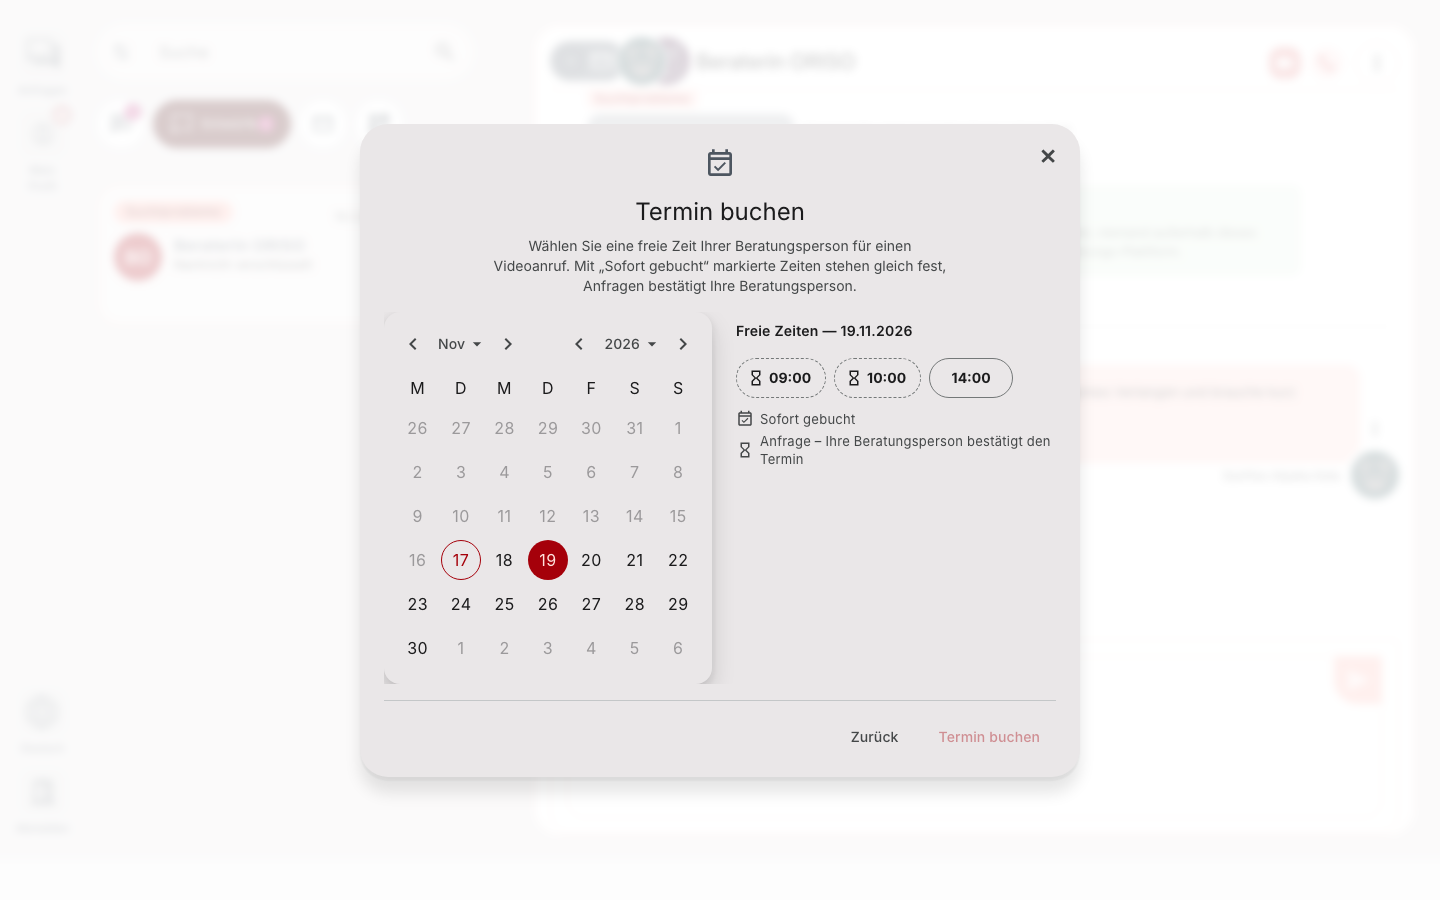 Suche
Beraterin ORISO
Termin buchen
Wählen Sie eine freie Zeit Ihrer Beratungsperson für einen
Videoanruf. Mit „Sofort gebucht“ markierte Zeiten stehen gleich fest,
Anfragen bestätigt Ihre Beratungsperson.
Nov 2026
M D M D F S S
26 27 28 29 30 31 1
2 3 4 5 6 7 8
9 10 11 12 13 14 15
16 17 18 19 20 21 22
23 24 25 26 27 28 29
30 1 2 3 4 5 6
Freie Zeiten — 19.11.2026
09:00 10:00 14:00
Sofort gebucht
Anfrage – Ihre Beratungsperson bestätigt den
Termin
Zurück Termin buchen